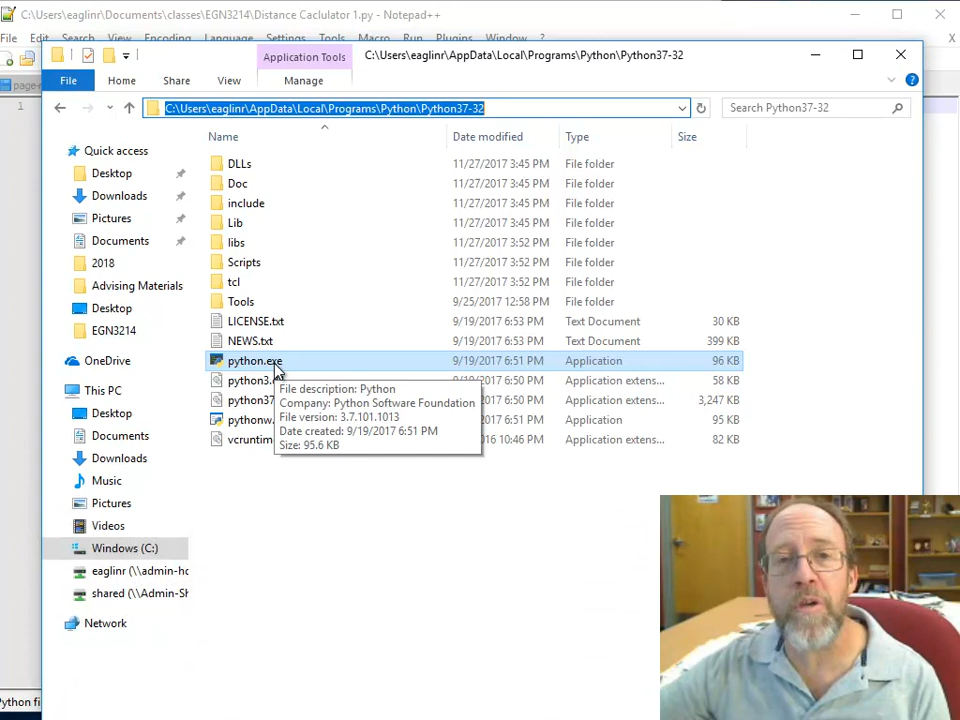 C:\Users\eaglinr\Documents\classes\EGN3214\Distance Caclulator 1.py - Notepad++
File Edit Search View Encoding Language Settings Tools Macro Run Plugins Window X
Application Tools
C:\Users\eaglinr\AppData\Local\Programs\Python\Python37-32
File Home Share View Manage
C:\Users\eaglinr\AppData\Local\Programs\Python\Python37-32
Search Python37-32
1
Name Date modified Type Size
Quick access
Desktop
Downloads
Pictures
Documents
2018
Advising Materials
Desktop
EGN3214
OneDrive
This PC
Desktop
Documents
Downloads
Music
Pictures
Videos
Windows (C:)
eaglinr (\\admin-ho
shared (\\Admin-Sh
Network
DLLs 11/27/2017 3:45 PM File folder
Doc 11/27/2017 3:45 PM File folder
include 11/27/2017 3:45 PM File folder
Lib 11/27/2017 3:45 PM File folder
libs 11/27/2017 3:52 PM File folder
Scripts 11/27/2017 3:52 PM File folder
tcl 11/27/2017 3:52 PM File folder
Tools 9/25/2017 12:58 PM File folder
LICENSE.txt 9/19/2017 6:53 PM Text Document 30 KB
NEWS.txt 9/19/2017 6:53 PM Text Document 399 KB
python.exe 9/19/2017 6:51 PM Application 96 KB
python3. 9/19/2017 6:50 PM Application extens... 58 KB
python37 6:50 PM Application extens... 3,247 KB
pythonw. 6:51 PM Application 95 KB
vcruntim 016 10:46 PM Application extens... 82 KB
File description: Python
Company: Python Software Foundation
File version: 3.7.101.1013
Date created: 9/19/2017 6:51 PM
Size: 95.6 KB
Python fi